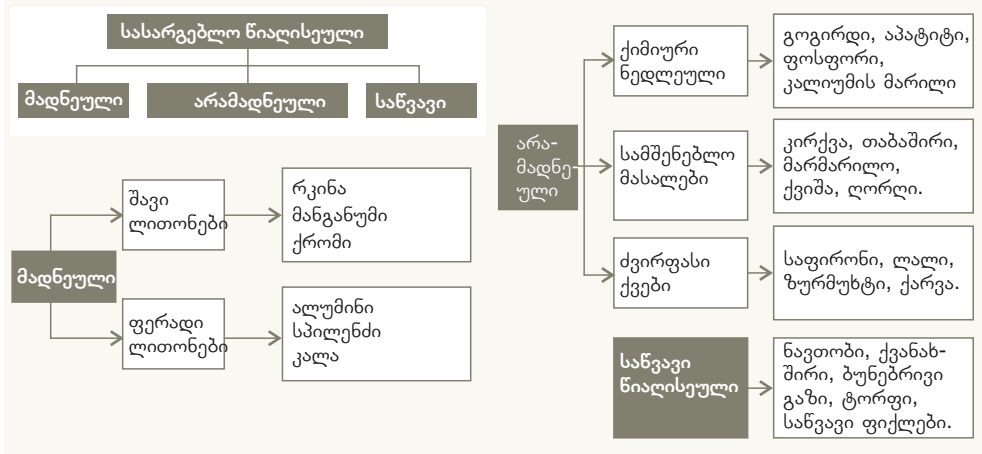 სასარგებლო წიაღისეული
მადნეული
არამადნეული
საწვავი
მადნეული
შავი
ლითონები
რკინა
მანგანუმი
ქრომი
ფერადი
ლითონები
ალუმინი
სპილენძი
კალა
არა-
მადნე-
ული
ქიმიური
ნედლეული
გოგირდი, აპატიტი,
ფოსფორი,
კალიუმის მარილი
სამშენებლო
მასალები
კირქვა, თაბაშირი,
მარმარილო,
ქვიშა, ღორღი.
ძვირფასი
ქვები
საფირონი, ლალი,
ზურმუხტი, ქარვა.
საწვავი
წიაღისეული
ნავთობი, ქვანახ-
შირი, ბუნებრივი
გაზი, ტორფი,
საწვავი ფიქლები.